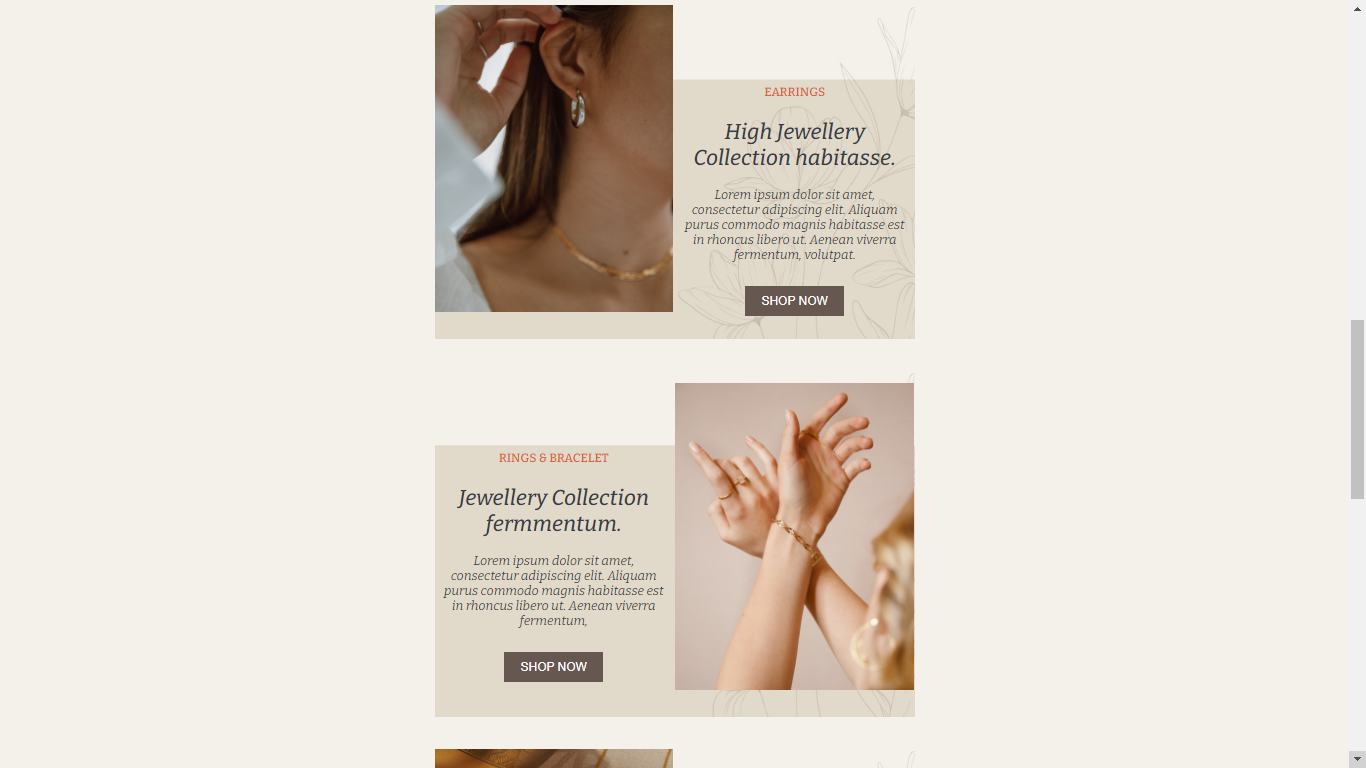 EARRINGS
High Jewellery
Collection habitasse.
Lorem ipsum dolor sit amet,
consectetur adipiscing elit. Aliquam
purus commodo magnis habitasse est
in rhoncus libero ut. Aenean viverra
fermentum, volutpat.
SHOP NOW
RINGS & BRACELET
Jewellery Collection
fermmentum.
Lorem ipsum dolor sit amet,
consectetur adipiscing elit. Aliquam
purus commodo magnis habitasse est
in rhoncus libero ut. Aenean viverra
fermentum,
SHOP NOW